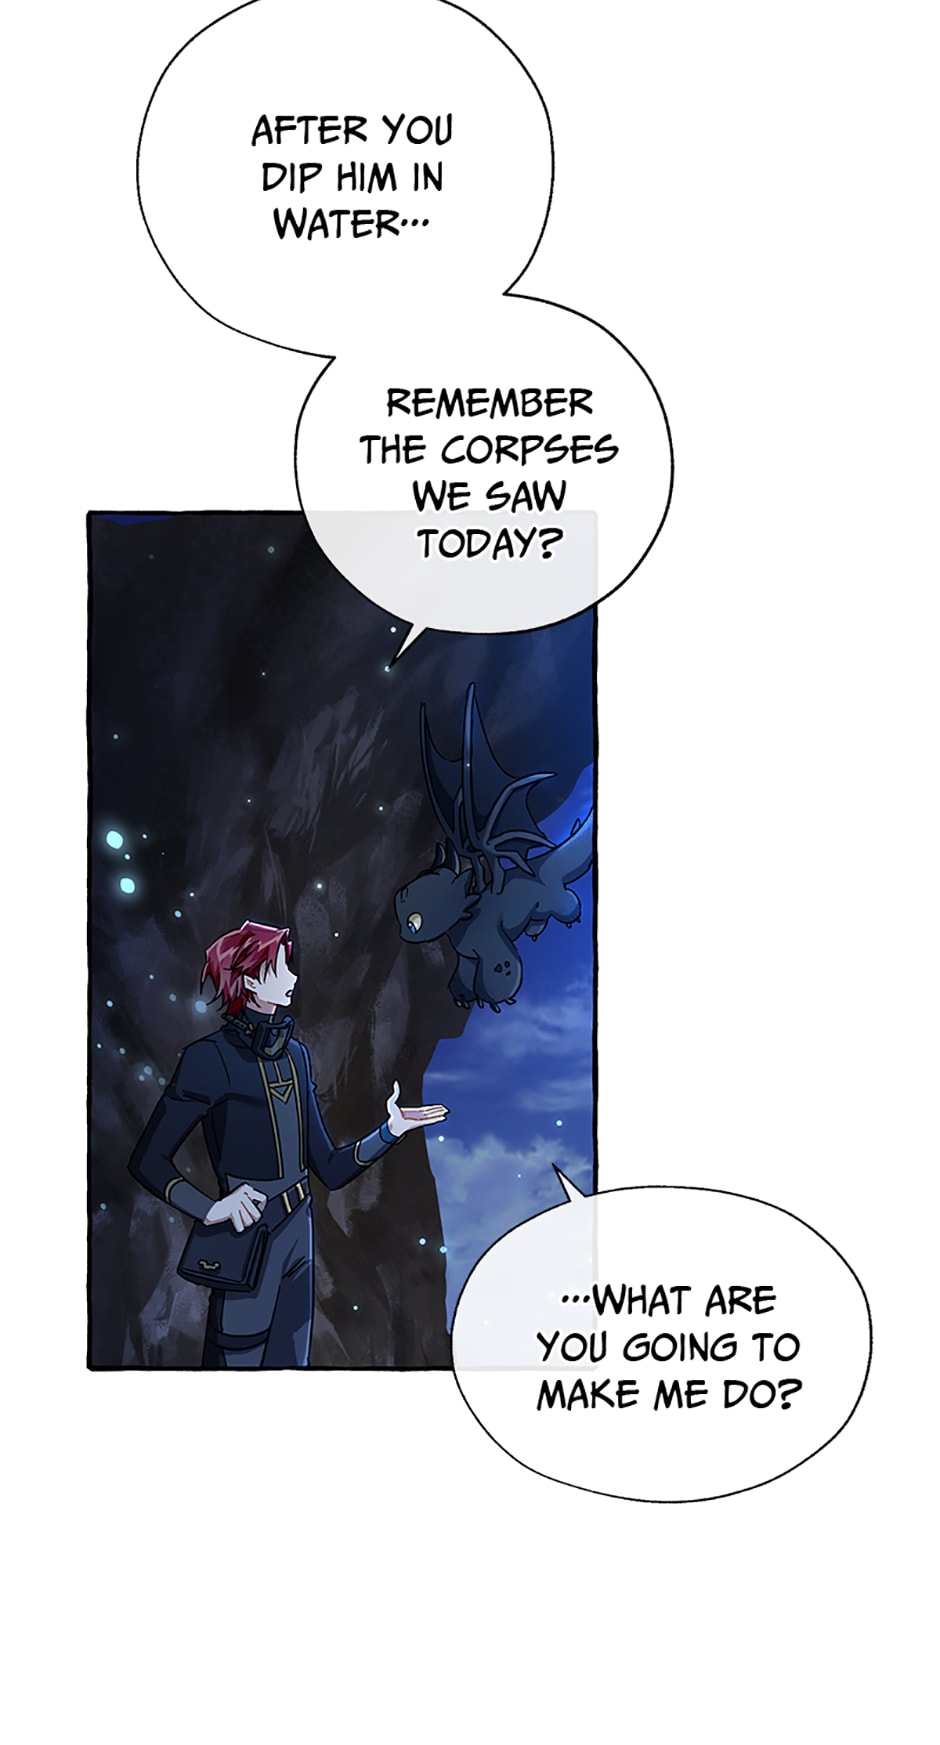 AFTER YOU
DIP HIM IN
WATER...
REMEMBER
THE CORPSES
WE SAW
TODAY?
...WHAT ARE
YOU GOING TO
MAKE ME DO?